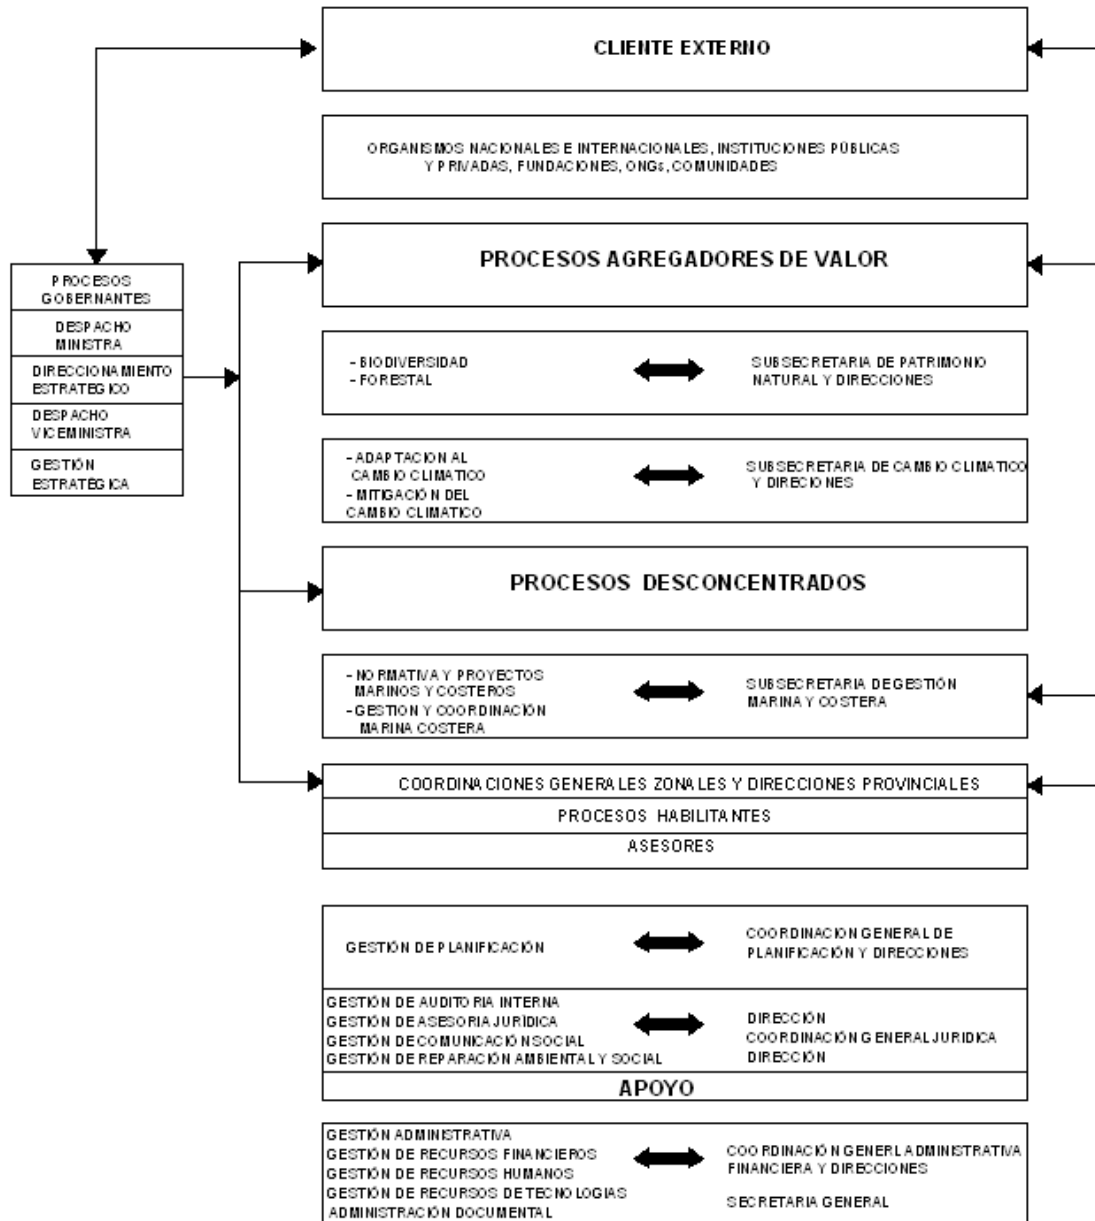 CLIENTE EXTERNO
ORGANISMOS NACIONALES E INTERNACIONALES, INSTITUCIONES PÚBLICAS
Y PRIVADAS, FUNDACIONES, ONGs, COMUNIDADES
PROCESOS
GOBERNANTES
DESPACHO
MINISTRA
DIRECCIONAMIENTO
ESTRATEGICO
DESPACHO
VICEMINISTRA
GESTIÓN
ESTRATÉGICA
PROCESOS AGREGADORES DE VALOR
- BIODIVERSIDAD
- FORESTAL
SUBSECRETARIA DE PATRIMONIO
NATURAL Y DIRECCIONES
- ADAPTACION AL
CAMBIO CLIMATICO
- MITIGACIÓN DEL
CAMBIO CLIMATICO
SUBSECRETARIA DE CAMBIO CLIMATICO
Y DIRECIONES
PROCESOS DESCONCENTRADOS
- NORMATIVA Y PROYECTOS
MARINOS Y COSTEROS
- GESTION Y COORDINACÍON
MARINA COSTERA
SUBSECRETARIA DE GESTIÓN
MARINA Y COSTERA
COORDINACIONES GENERALES ZONALES Y DIRECCIONES PROVINCIALES
PROCESOS HABILITANTES
ASESORES
GESTIÓN DE PLANIFICACIÓN
COORDINACION GENERAL DE
PLANIFICACIÓN Y DIRECCIONES
GESTIÓN DE AUDITORIA INTERNA
GESTIÓN DE ASESORIA JURÍDICA
GESTIÓN DE COMUNICACIÓN SOCIAL
GESTIÓN DE REPARACIÓN AMBIENTAL Y SOCIAL
DIRECCIÓN
COORDINACIÓN GENERAL JURIDICA
DIRECCIÓN
APOYO
GESTIÓN ADMINISTRATIVA
GESTIÓN DE RECURSOS FINANCIEROS
GESTIÓN DE RECURSOS HUMANOS
GESTIÓN DE RECURSOS DE TECNOLOGIAS
ADMINISTRACIÓN DOCUMENTAL
COORDINACIÓN GENERL ADMINISTRATIVA
FINANCIERA Y DIRECCIONES
SECRETARIA GENERAL